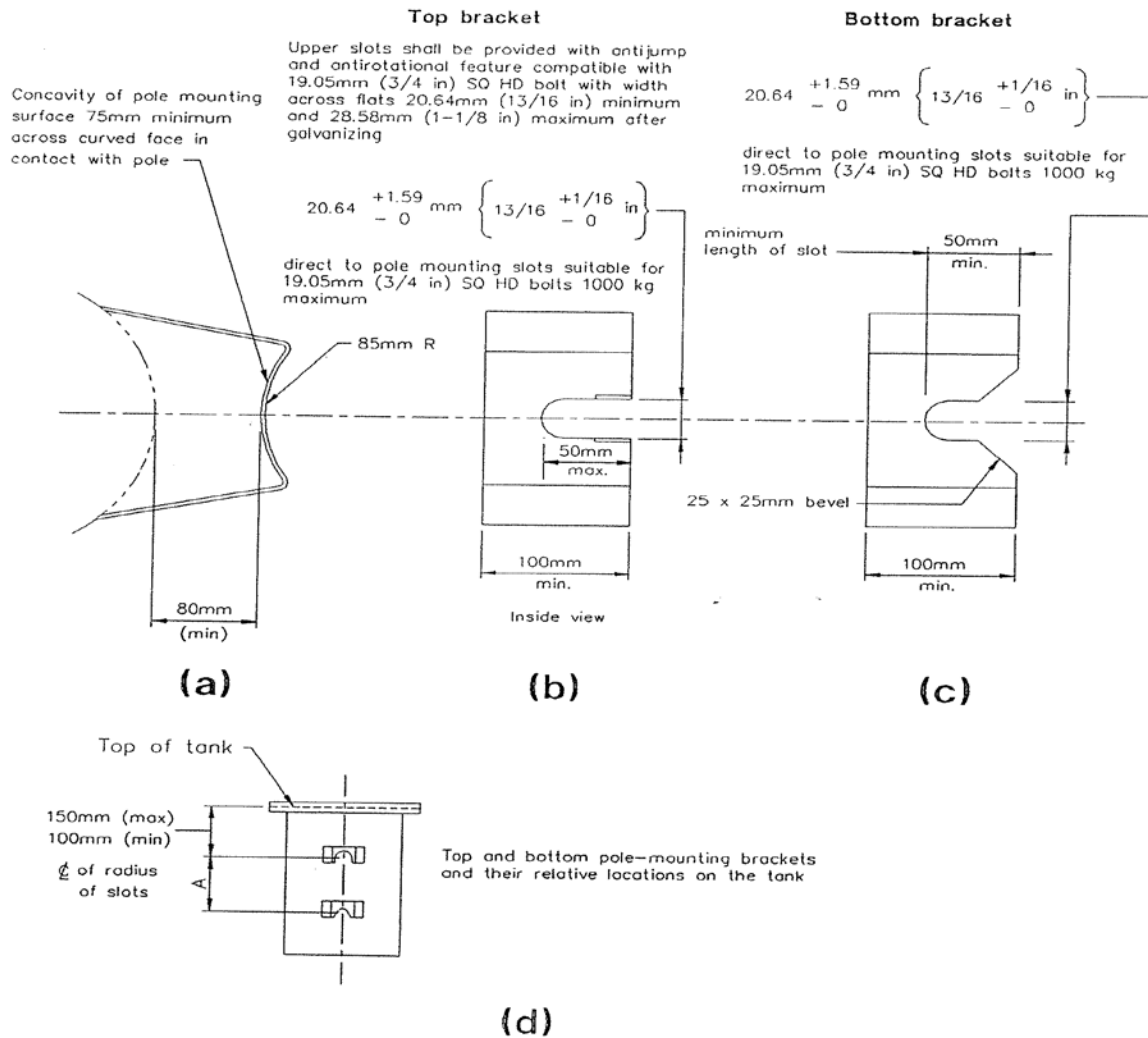 Top bracket
Upper slots shall be provided with antijump
and antirotational feature compatible with
19.05mm (3/4 in) SQ HD bolt with width
across flats 20.64mm (13/16 in) minimum
and 28.58mm (1-1/8 in) maximum after
galvanizing
Concavity of pole mounting
surface 75mm minimum
across curved face in
contact with pole
20.64 +1.59 - 0 mm {13/16 +1/16 - 0 in}
direct to pole mounting slots suitable for
19.05mm (3/4 in) SQ HD bolts 1000 kg
maximum
85mm R
80mm
(min)
50mm
max.
100mm
min.
Inside view
Bottom bracket
20.64 +1.59 - 0 mm {13/16 +1/16 - 0 in}
direct to pole mounting slots suitable for
19.05mm (3/4 in) SQ HD bolts 1000 kg
maximum
minimum
length of slot
50mm
min.
25 x 25mm bevel
100mm
min.
(a)
(b)
(c)
Top of tank
150mm (max)
100mm (min)
℄ of radius
of slots
A
Top and bottom pole-mounting brackets
and their relative locations on the tank
(d)